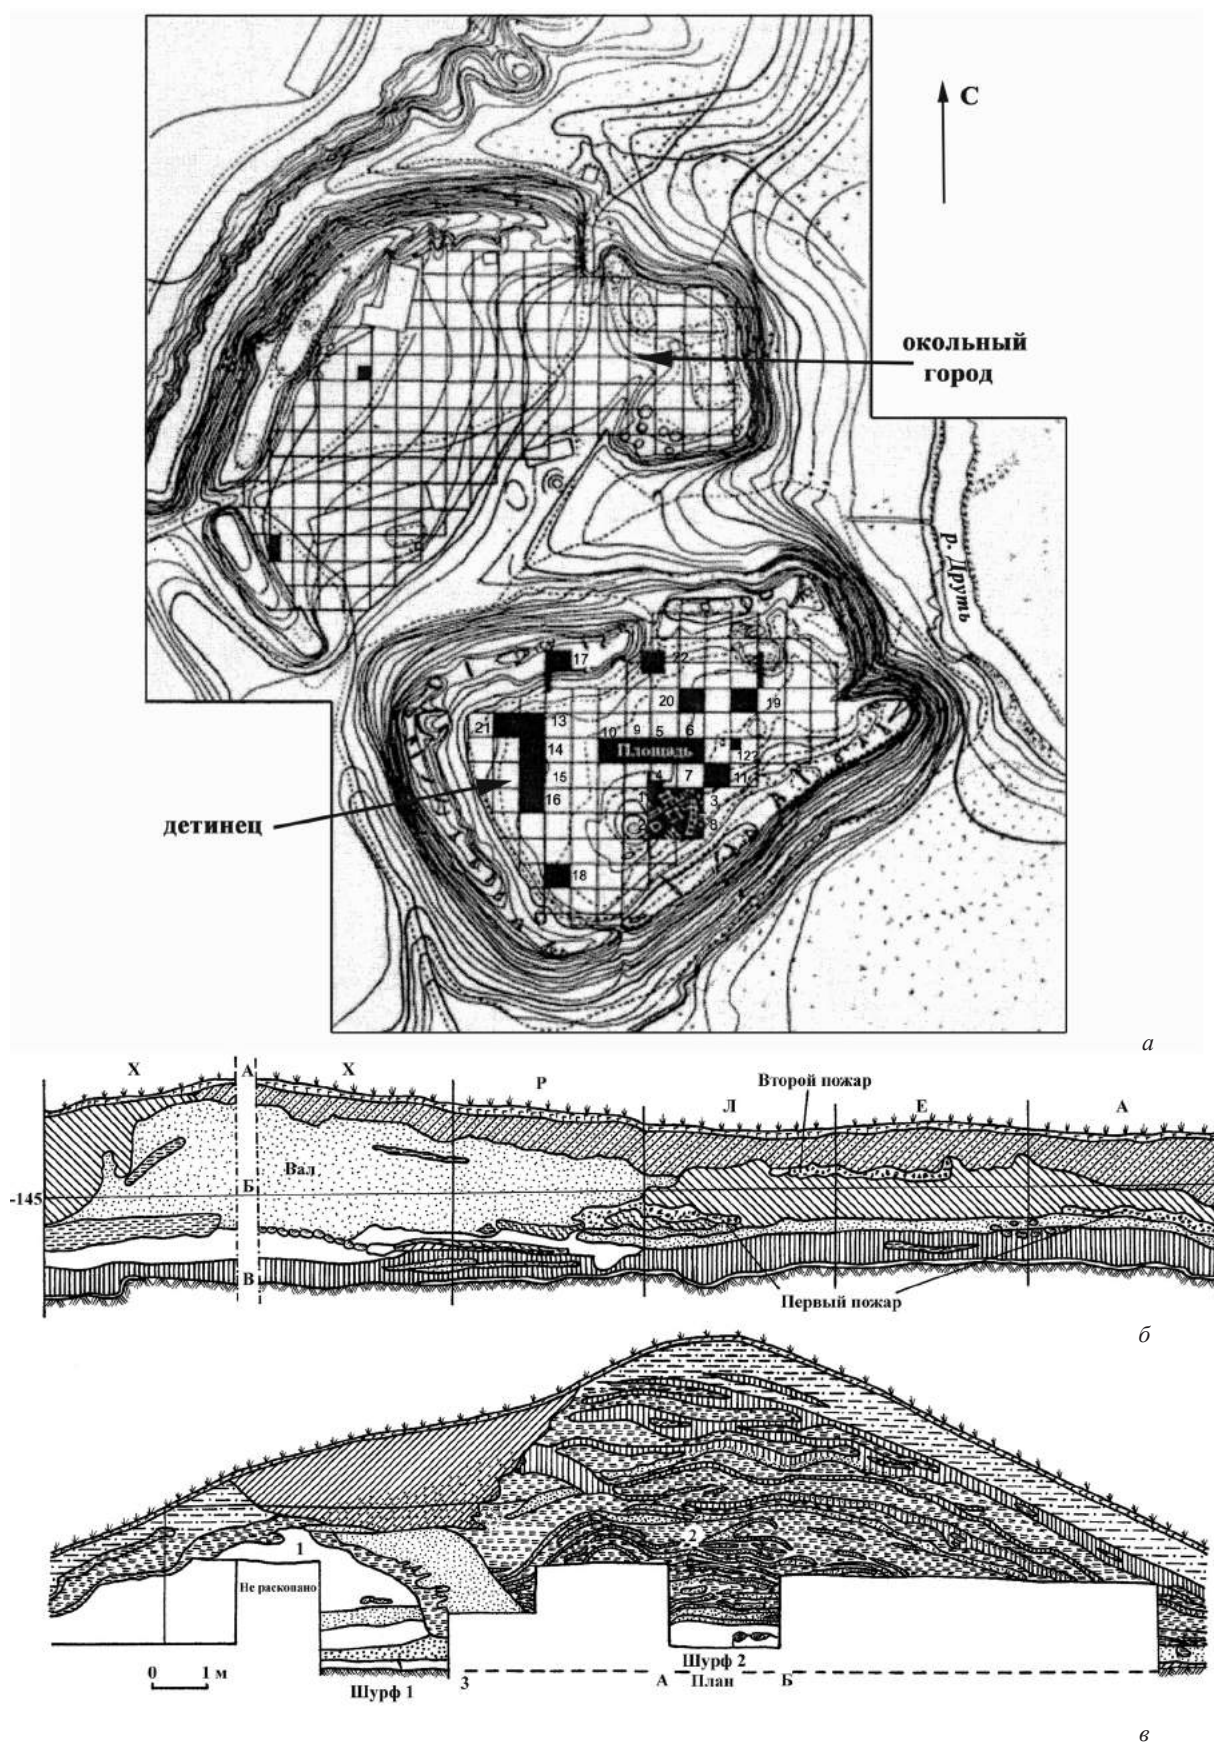 С
окольный
город
р. Друть
17
22
20
19
21
13
10
9
5
6
14
Площадь
12
15
4
7
11
16
1
3
8
детинец
18
а
Х
А
Х
Р
Второй пожар
Л
Е
А
Вал
Б
-145
В
Первый пожар
б
1
2
Не раскопано
0 1 м
Шурф 1
3
Шурф 2
А План Б
в